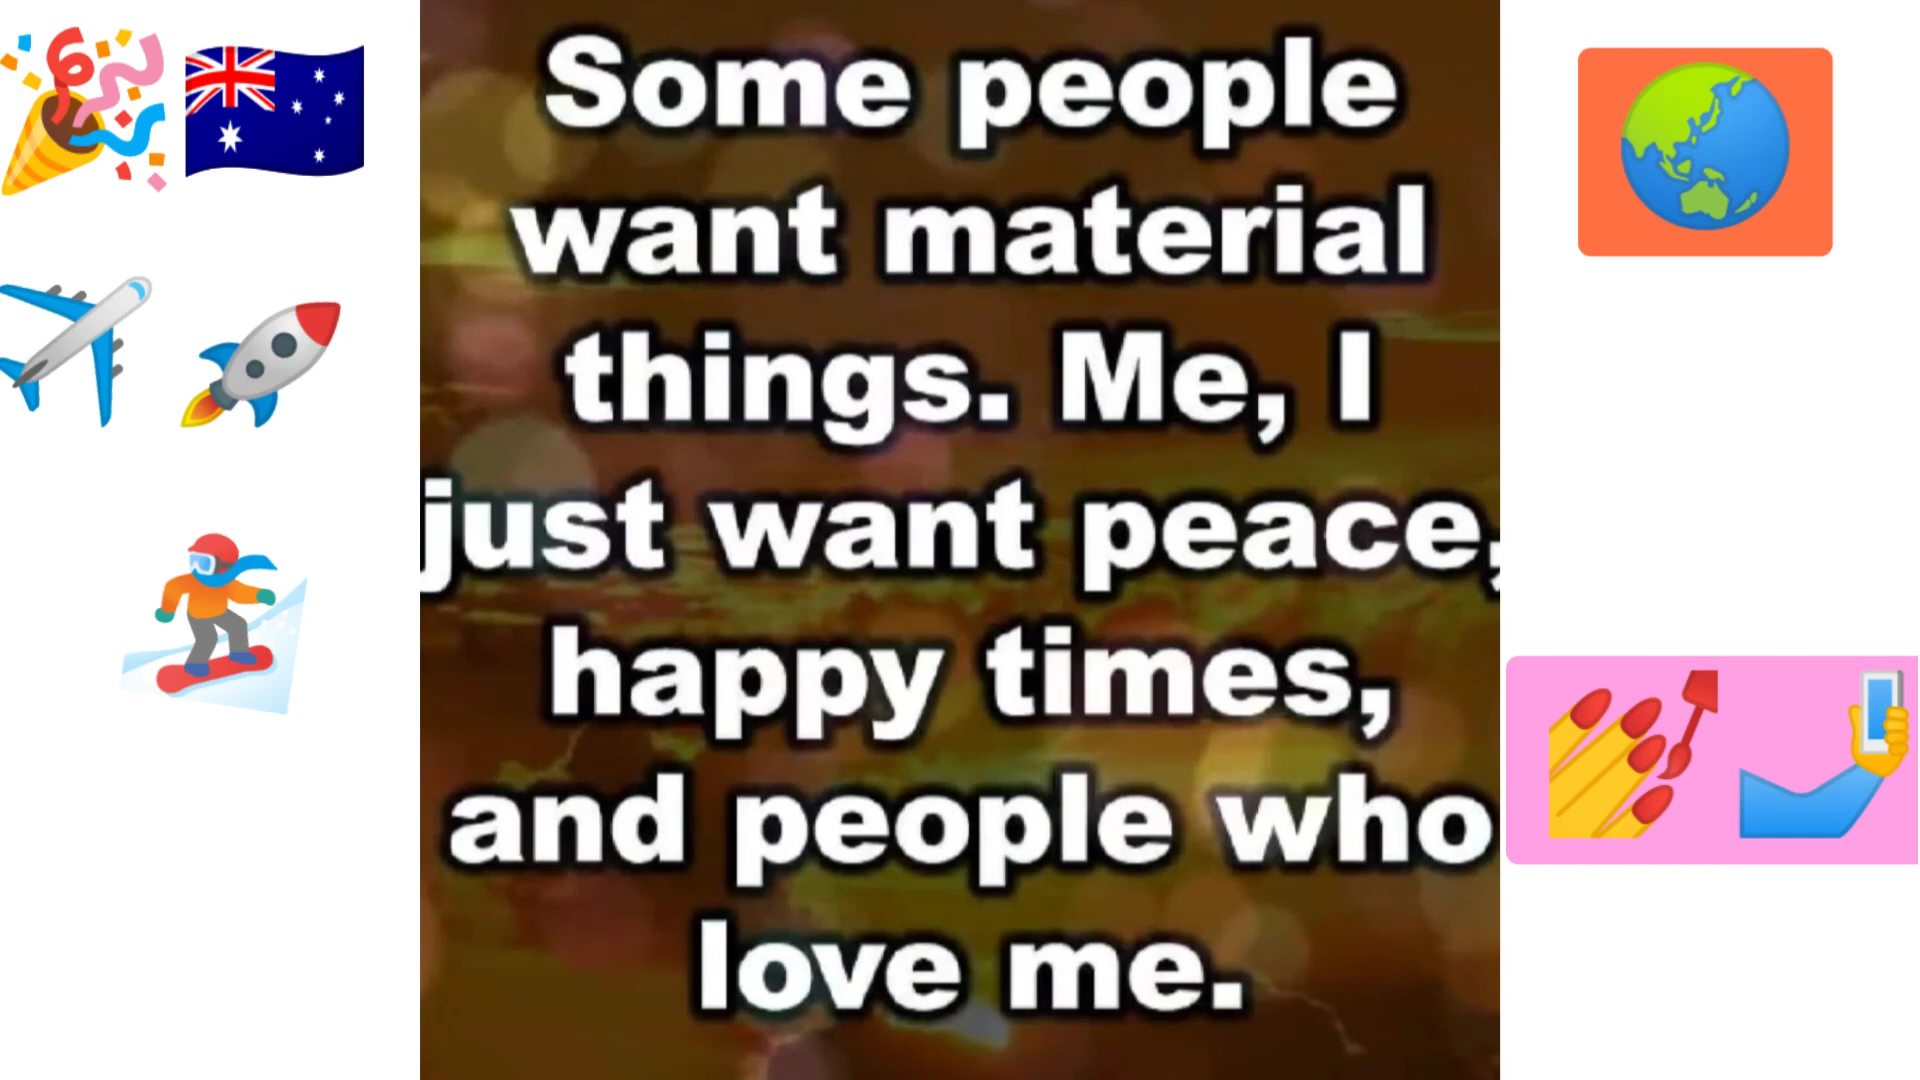 Some people
want material
things. Me, I
just want peace,
happy times,
and people who
love me.